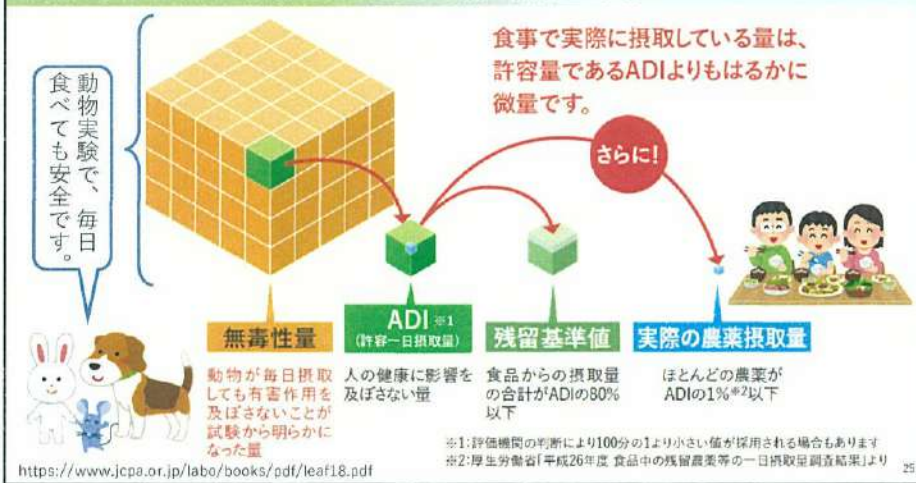 食事で実際に摂取している量は、
許容量であるADIよりもはるかに
微量です。
さらに!
動物実験で、毎日
食べても安全です。
無毒性量
動物が毎日摂取
しても有害作用を
及ぼさないことが
試験から明らかに
なった量
ADI ※1
(許容一日摂取量)
人の健康に影響を
及ぼさない量
残留基準値
食品からの摂取量
の合計がADIの80%
以下
実際の農薬摂取量
ほとんどの農薬が
ADIの1%※2以下
※1:評価機関の判断により100分の1より小さい値が採用される場合もあります
※2:厚生労働省「平成26年度 食品中の残留農薬等の一日摂取量調査結果」より
https://www.jcpa.or.jp/labo/books/pdf/leaf18.pdf
25